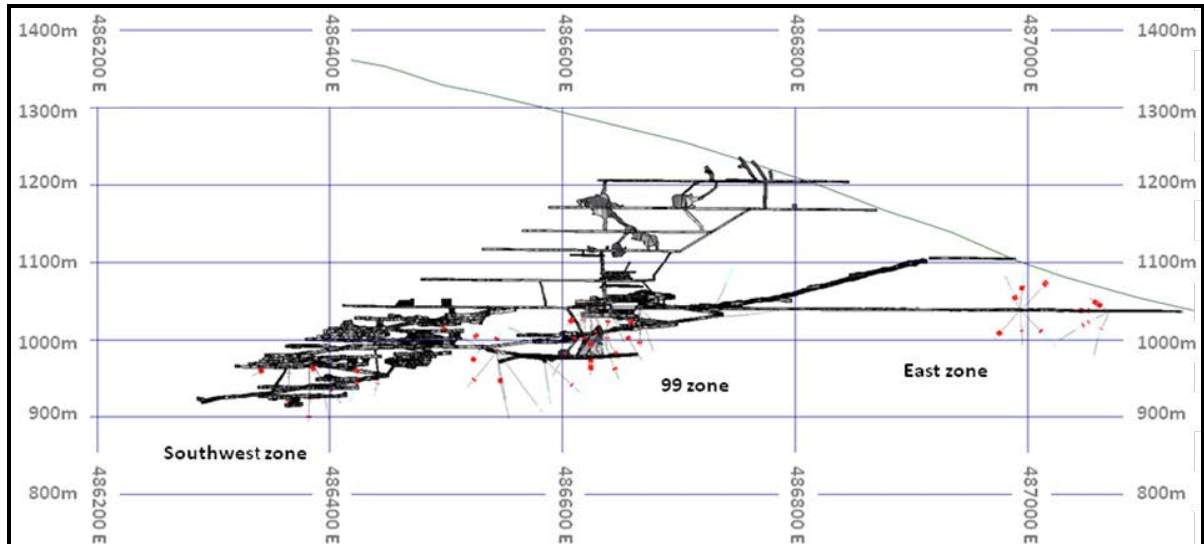 1400m 486200 E 486400 E 486600 E 486800 E 487000 E 1400m
1300m 1300m
1200m 1200m
1100m 1100m
1000m 1000m
East zone
99 zone
900m 900m
Southwest zone
800m 486200 E 486400 E 486600 E 486800 E 487000 E 800m